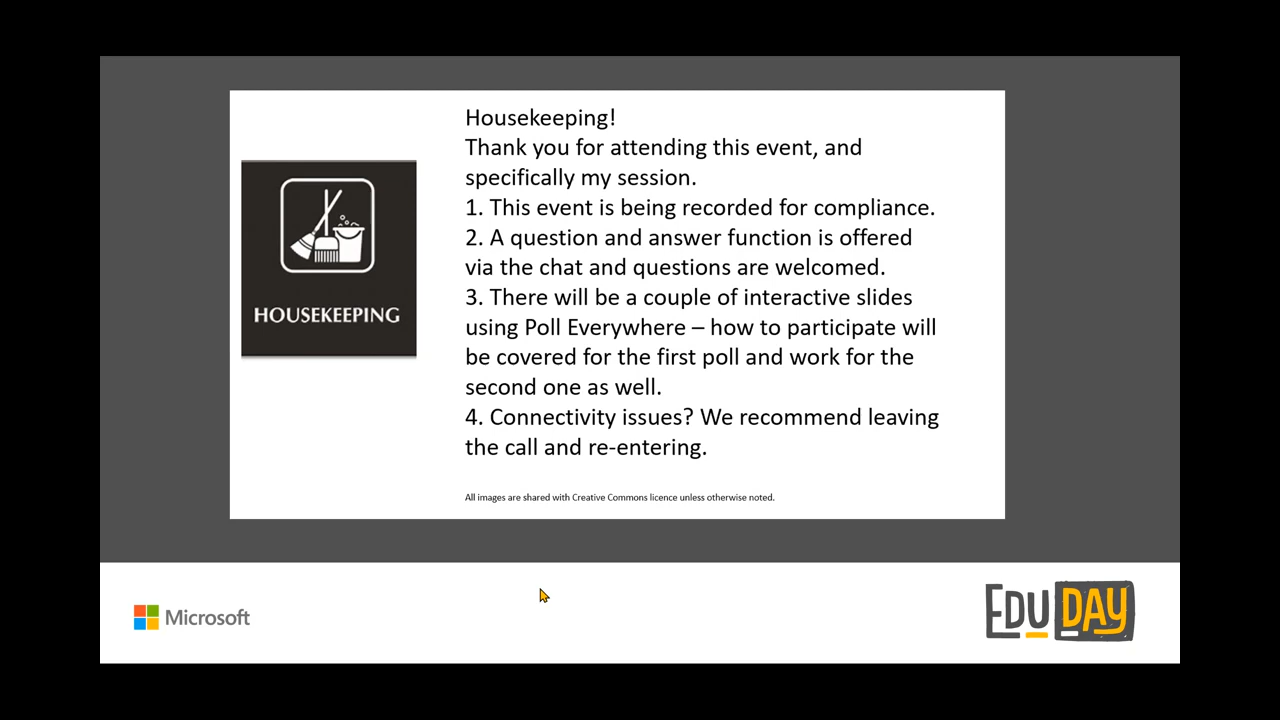 Housekeeping!
Thank you for attending this event, and
specifically my session.
1. This event is being recorded for compliance.
2. A question and answer function is offered
via the chat and questions are welcomed.
3. There will be a couple of interactive slides
using Poll Everywhere – how to participate will
be covered for the first poll and work for the
second one as well.
4. Connectivity issues? We recommend leaving
the call and re-entering.
All images are shared with Creative Commons licence unless otherwise noted.
HOUSEKEEPING
Microsoft
EDU DAY